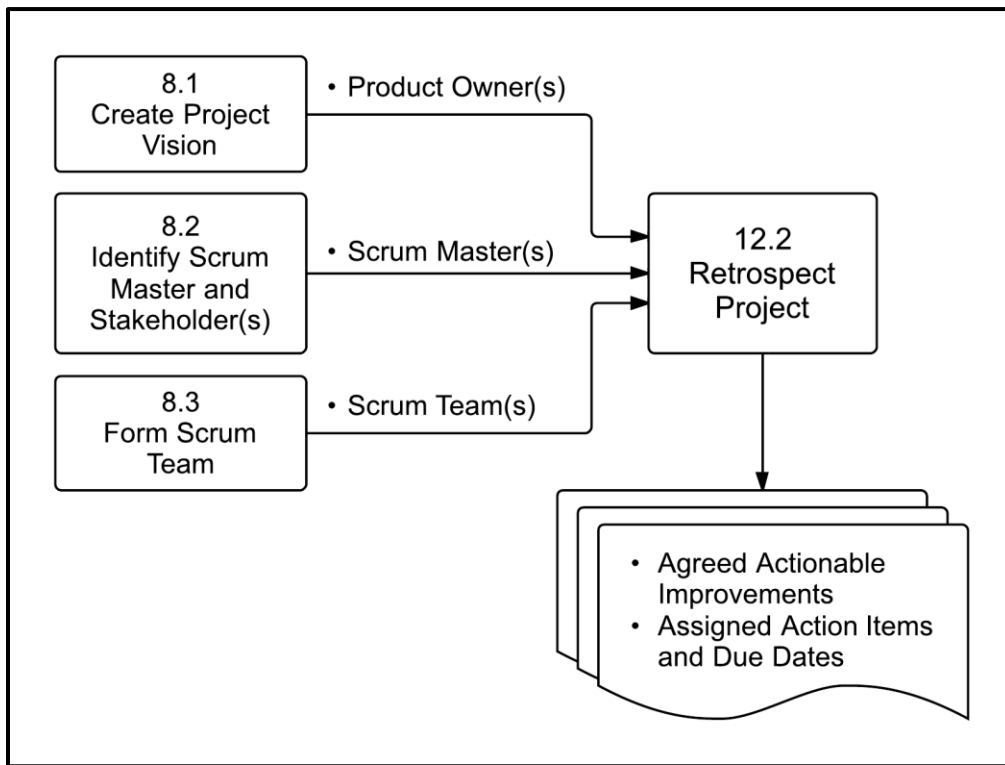 8.1
Create Project
Vision
• Product Owner(s)
8.2
Identify Scrum
Master and
Stakeholder(s)
• Scrum Master(s)
8.3
Form Scrum
Team
• Scrum Team(s)
12.2
Retrospect
Project
• Agreed Actionable
Improvements
• Assigned Action Items
and Due Dates